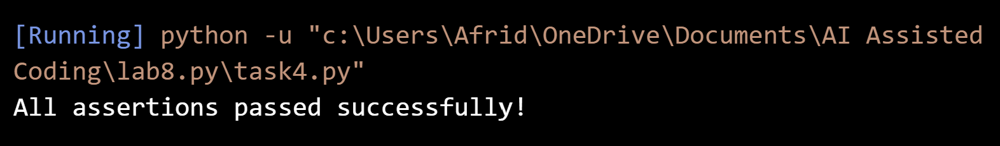 [Running] python -u "c:\Users\Afrid\OneDrive\Documents\AI Assisted
Coding\lab8.py\task4.py"
All assertions passed successfully!